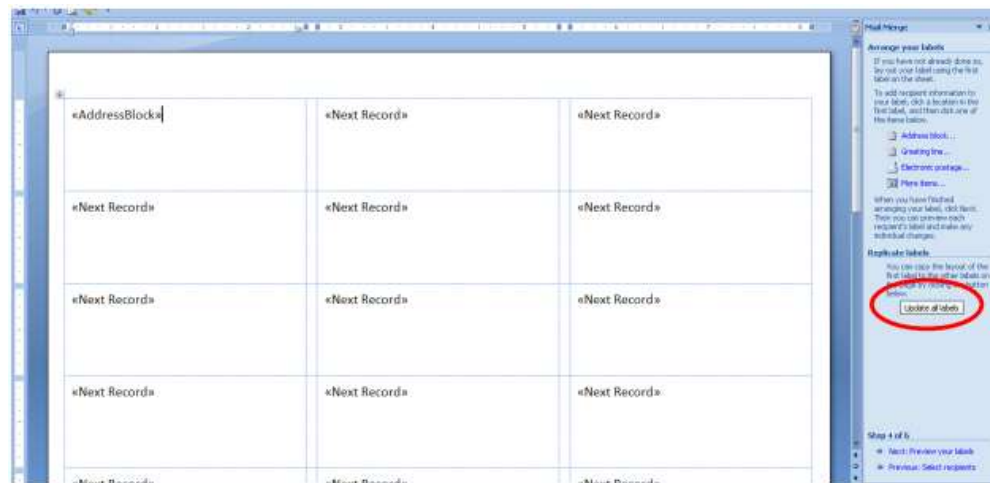 Mail Merge
Arrange your labels
If you have not already done so,
lay out your label using the first
label on the sheet.
To add recipient information to
your label, click a location in the
first label, and then click one of
the items below.
Address block...
Greeting line...
Electronic postage...
More items...
When you have finished
arranging your label, click Next.
Then you can preview each
recipient's label and make any
individual changes.
Replicate labels
You can copy the layout of the
first label to the other labels on
the page by clicking the button
below.
Update all labels
Step 4 of 6
Next: Preview your labels
Previous: Select recipients
«AddressBlock» «Next Record» «Next Record»
«Next Record» «Next Record» «Next Record»
«Next Record» «Next Record» «Next Record»
«Next Record» «Next Record» «Next Record»
«Next Record» «Next Record» «Next Record»